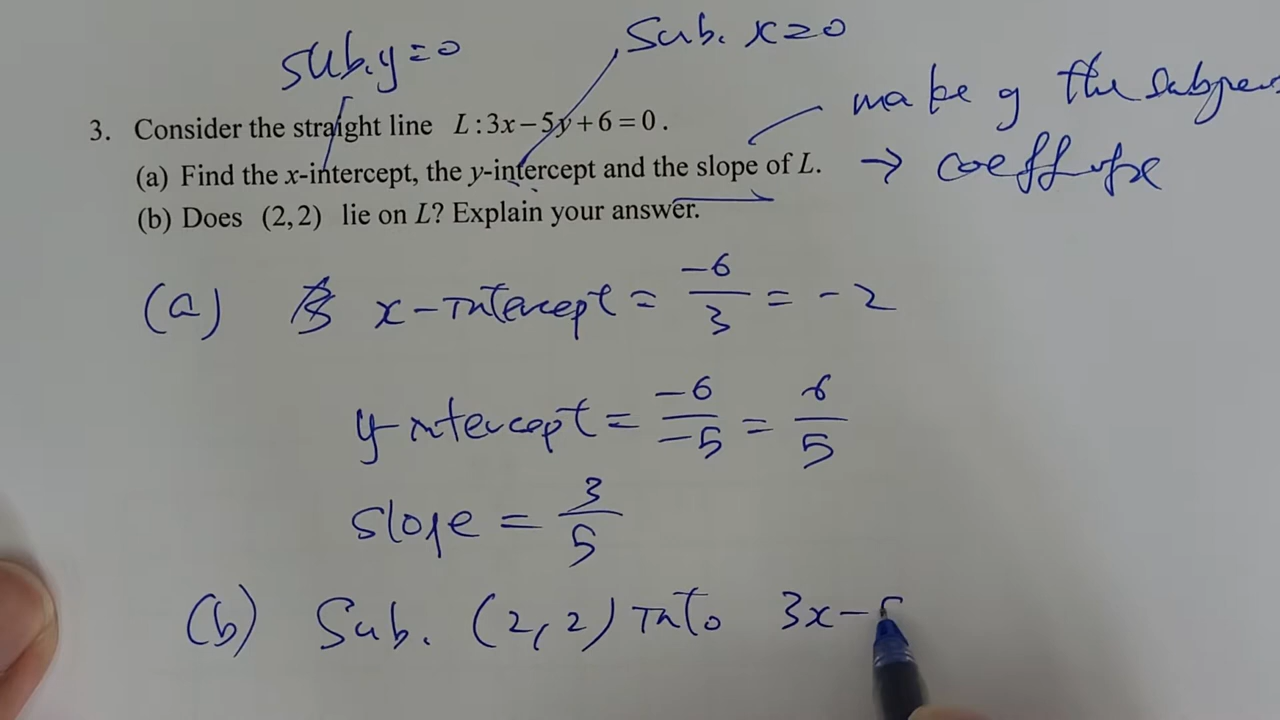 sub. y=0
Sub. x=0
make y the subje
→ coeff. of x
3. Consider the straight line L:3x−5y+6=0.
(a) Find the x-intercept, the y-intercept and the slope of L.
(b) Does (2,2) lie on L? Explain your answer.
(a) x-intercept = -6/3 = -2
y-intercept = -6/-5 = 6/5
slope = 3/5
(b) Sub. (2,2) into 3x-5